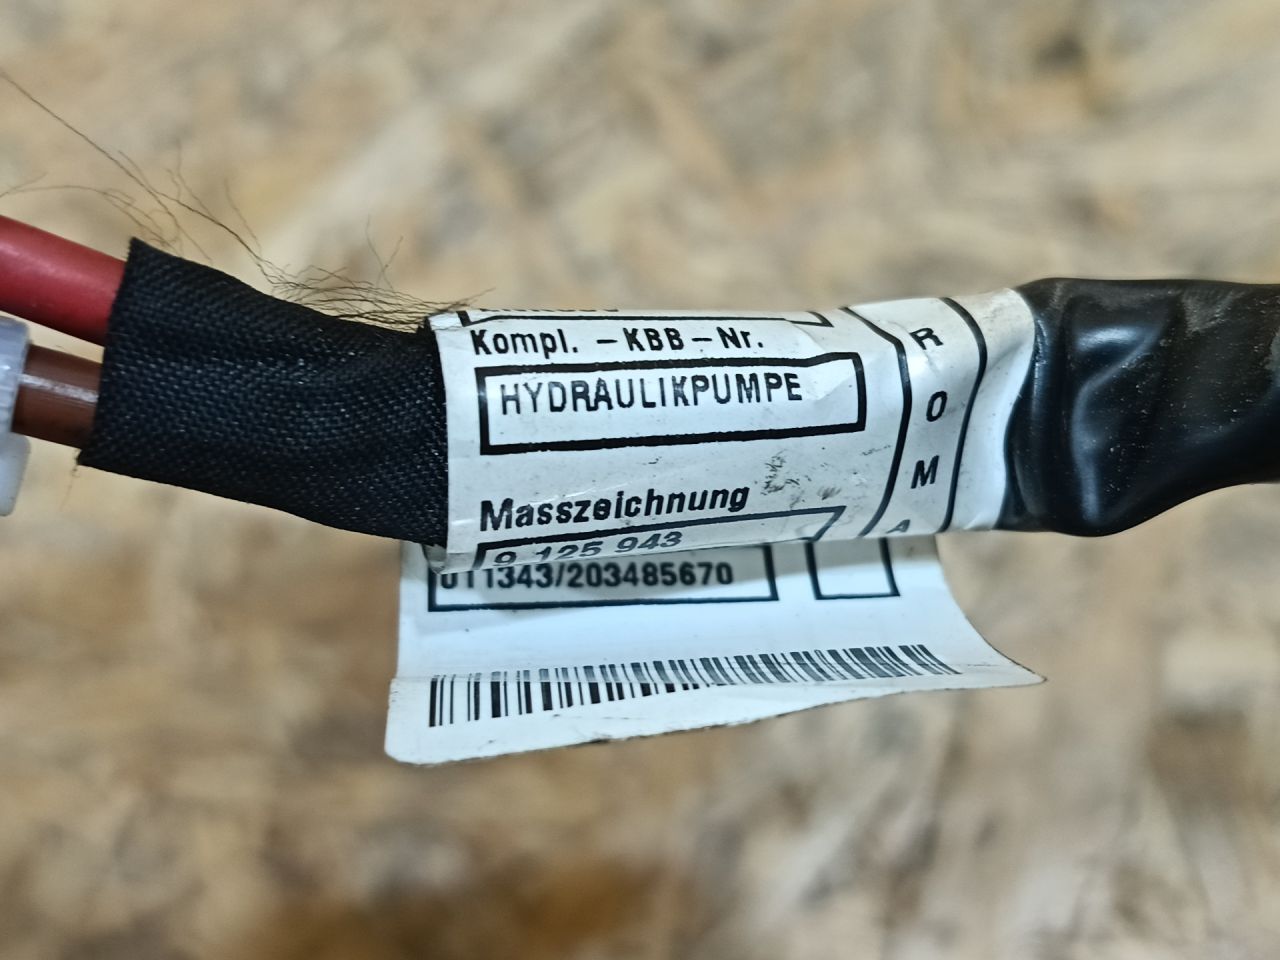 Kompl. - KBB - Nr.
HYDRAULIKPUMPE
Masszeichnung
9 125 943
011343/203485670
R
O
M
A